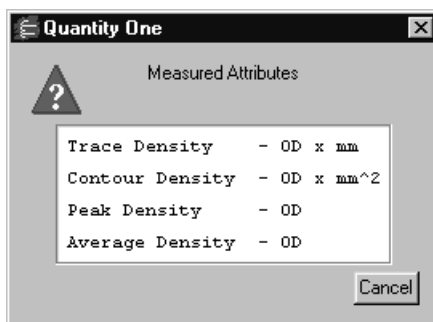 Quantity One
Measured Attributes
?
Trace Density - OD x mm
Contour Density - OD x mm^2
Peak Density - OD
Average Density - OD
Cancel